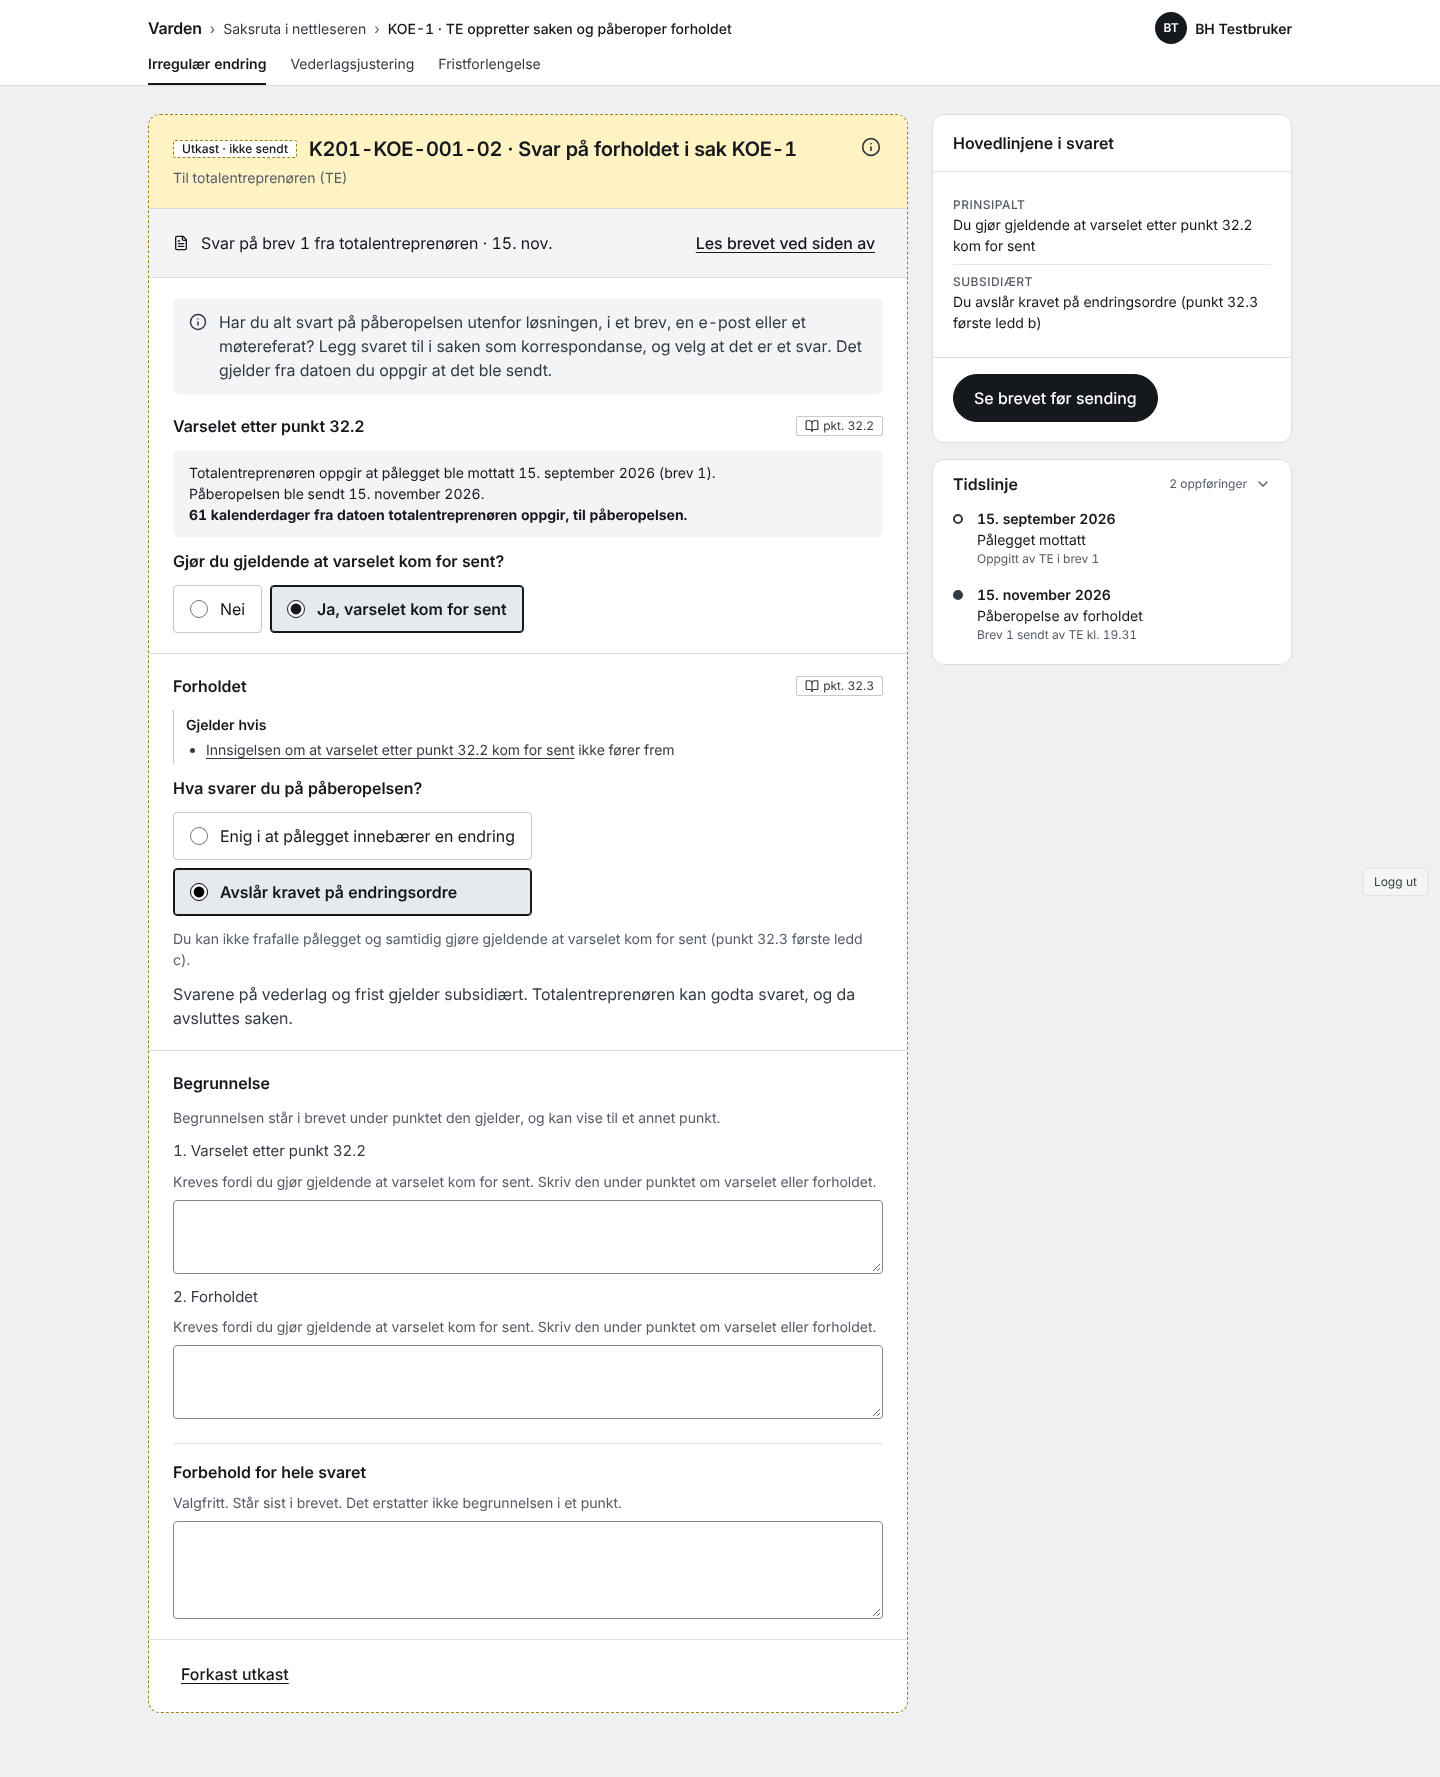 Varden › Saksruta i nettleseren › KOE-1 · TE oppretter saken og påberoper forholdet
BT BH Testbruker
Irregulær endring Vederlagsjustering Fristforlengelse
Utkast · ikke sendt K201-KOE-001-02 · Svar på forholdet i sak KOE-1
Til totalentreprenøren (TE)
Svar på brev 1 fra totalentreprenøren · 15. nov. Les brevet ved siden av
Har du alt svart på påberopelsen utenfor løsningen, i et brev, en e-post eller et
møtereferat? Legg svaret til i saken som korrespondanse, og velg at det er et svar. Det
gjelder fra datoen du oppgir at det ble sendt.
Varselet etter punkt 32.2 pkt. 32.2
Totalentreprenøren oppgir at pålegget ble mottatt 15. september 2026 (brev 1).
Påberopelsen ble sendt 15. november 2026.
61 kalenderdager fra datoen totalentreprenøren oppgir, til påberopelsen.
Gjør du gjeldende at varselet kom for sent?
Nei Ja, varselet kom for sent
Forholdet pkt. 32.3
Gjelder hvis
• Innsigelsen om at varselet etter punkt 32.2 kom for sent ikke fører frem
Hva svarer du på påberopelsen?
Enig i at pålegget innebærer en endring
Avslår kravet på endringsordre
Du kan ikke frafalle pålegget og samtidig gjøre gjeldende at varselet kom for sent (punkt 32.3 første ledd
c).
Svarene på vederlag og frist gjelder subsidiært. Totalentreprenøren kan godta svaret, og da
avsluttes saken.
Begrunnelse
Begrunnelsen står i brevet under punktet den gjelder, og kan vise til et annet punkt.
1. Varselet etter punkt 32.2
Kreves fordi du gjør gjeldende at varselet kom for sent. Skriv den under punktet om varselet eller forholdet.
2. Forholdet
Kreves fordi du gjør gjeldende at varselet kom for sent. Skriv den under punktet om varselet eller forholdet.
Forbehold for hele svaret
Valgfritt. Står sist i brevet. Det erstatter ikke begrunnelsen i et punkt.
Forkast utkast
Hovedlinjene i svaret
PRINSIPALT
Du gjør gjeldende at varselet etter punkt 32.2
kom for sent
SUBSIDIÆRT
Du avslår kravet på endringsordre (punkt 32.3
første ledd b)
Se brevet før sending
Tidslinje 2 oppføringer
15. september 2026
Pålegget mottatt
Oppgitt av TE i brev 1
15. november 2026
Påberopelse av forholdet
Brev 1 sendt av TE kl. 19.31
Logg ut